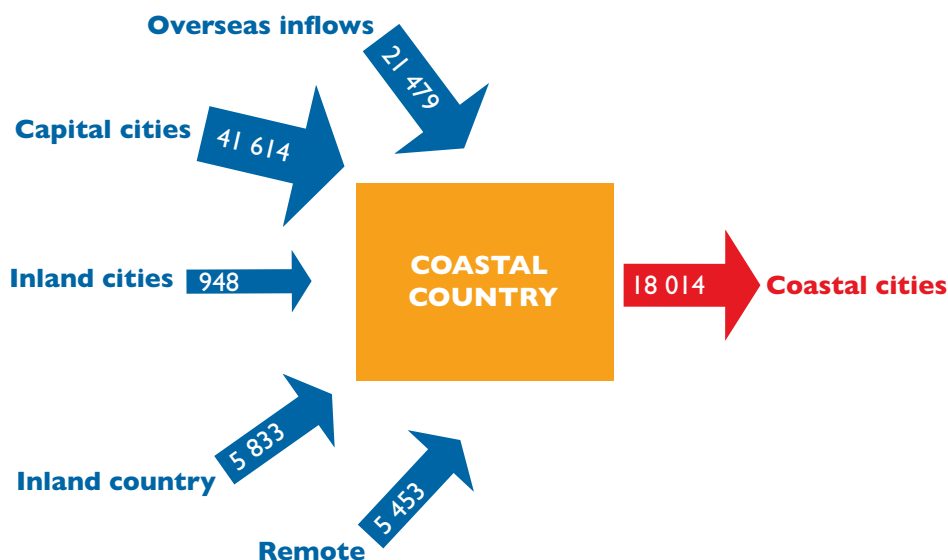 Overseas inflows
21 479
Capital cities
41 614
Inland cities
948
COASTAL
COUNTRY
18 014
Coastal cities
Inland country
5 833
Remote
5 453